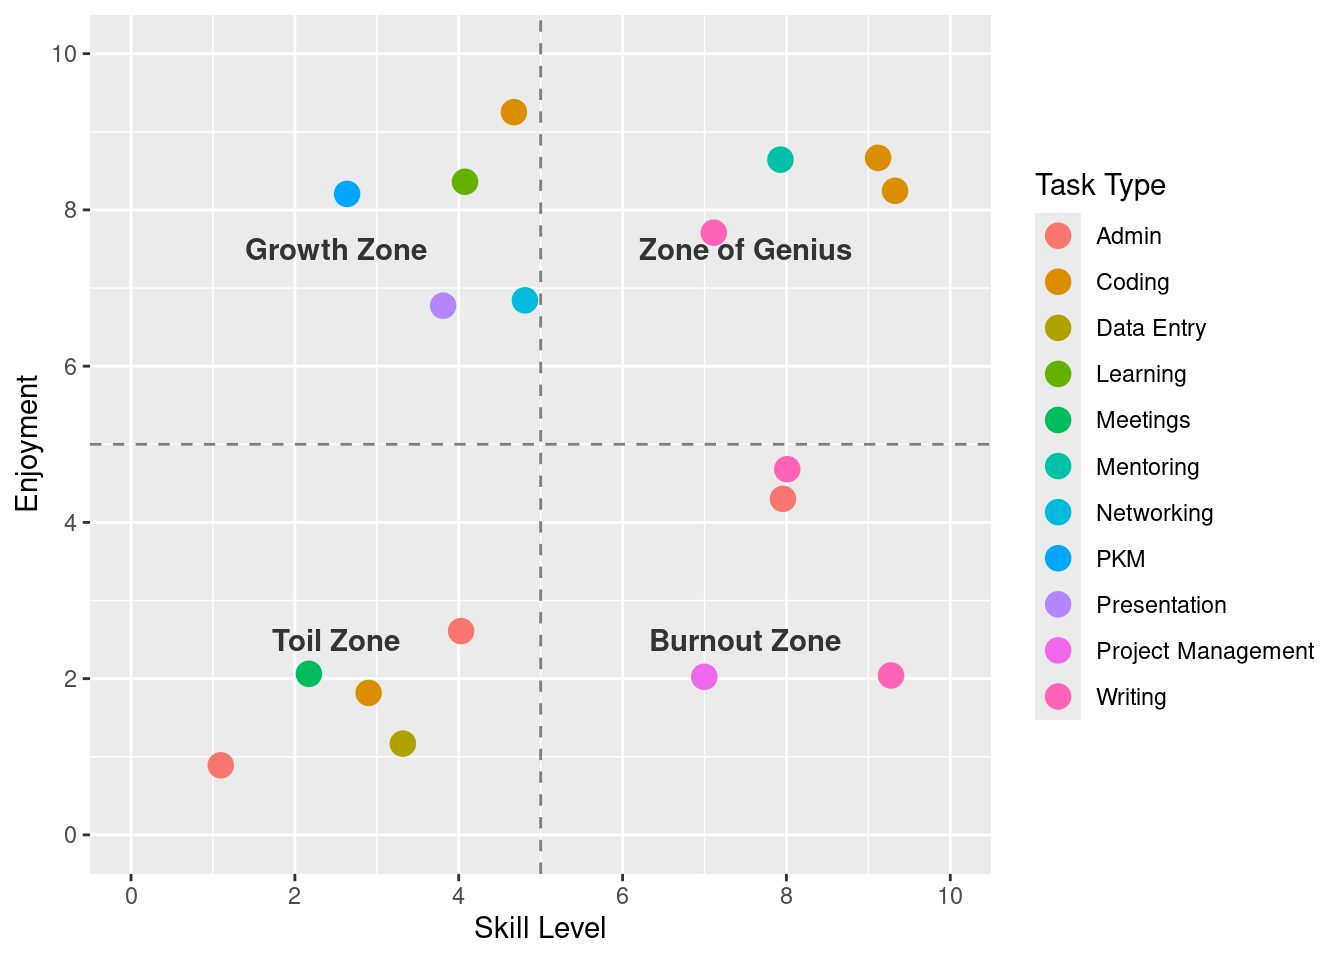 10
8
6
4
2
0
Enjoyment
Growth Zone
Zone of Genius
Toil Zone
Burnout Zone
0 2 4 6 8 10
Skill Level
Task Type
Admin
Coding
Data Entry
Learning
Meetings
Mentoring
Networking
PKM
Presentation
Project Management
Writing